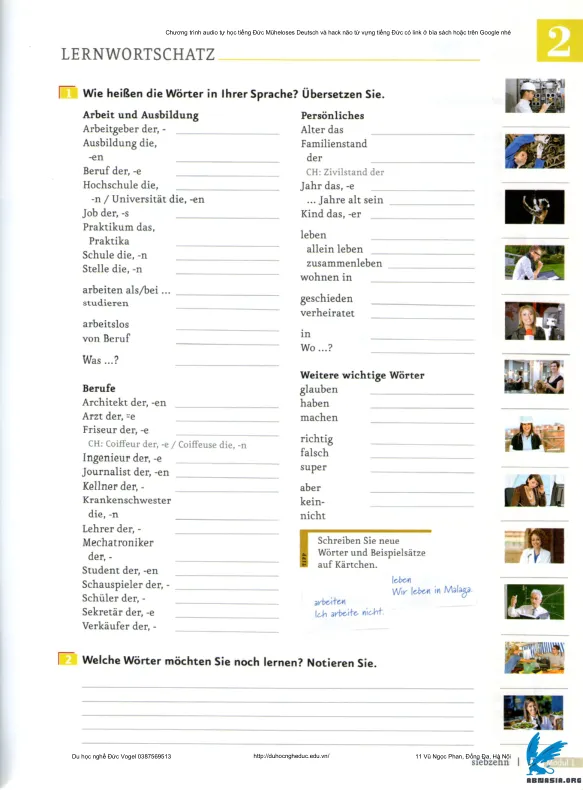 Chương trình audio tự học tiếng Đức Müheloses Deutsch và hack não từ vựng tiếng Đức có link ở bìa sách hoặc trên Google nhé
2
LERNWORTSCHATZ
1 Wie heißen die Wörter in Ihrer Sprache? Übersetzen Sie.
Arbeit und Ausbildung
Arbeitgeber der, -
Ausbildung die,
-en
Beruf der, -e
Hochschule die,
-n / Universität die, -en
Job der, -s
Praktikum das,
Praktika
Schule die, -n
Stelle die, -n
arbeiten als/bei ...
studieren
arbeitslos
von Beruf
Was ...?
Berufe
Architekt der, -en
Arzt der, ⸚e
Friseur der, -e
CH: Coiffeur der, -e / Coiffeuse die, -n
Ingenieur der, -e
Journalist der, -en
Kellner der, -
Krankenschwester
die, -n
Lehrer der, -
Mechatroniker
der, -
Student der, -en
Schauspieler der, -
Schüler der, -
Sekretär der, -e
Verkäufer der, -
Persönliches
Alter das
Familienstand
der
CH: Zivilstand der
Jahr das, -e
... Jahre alt sein
Kind das, -er
leben
allein leben
zusammenleben
wohnen in
geschieden
verheiratet
in
Wo ...?
Weitere wichtige Wörter
glauben
haben
machen
richtig
falsch
super
aber
kein-
nicht
TIPP
Schreiben Sie neue
Wörter und Beispielsätze
auf Kärtchen.
leben
Wir leben in Malaga.
arbeiten
Ich arbeite nicht.
2 Welche Wörter möchten Sie noch lernen? Notieren Sie.
Du học nghề Đức Vogel 0387569513
http://duhocngheduc.edu.vn/
11 Vũ Ngọc Phan, Đống Đa, Hà Nội
siebzehn
Modul 1
ABNASIA.ORG